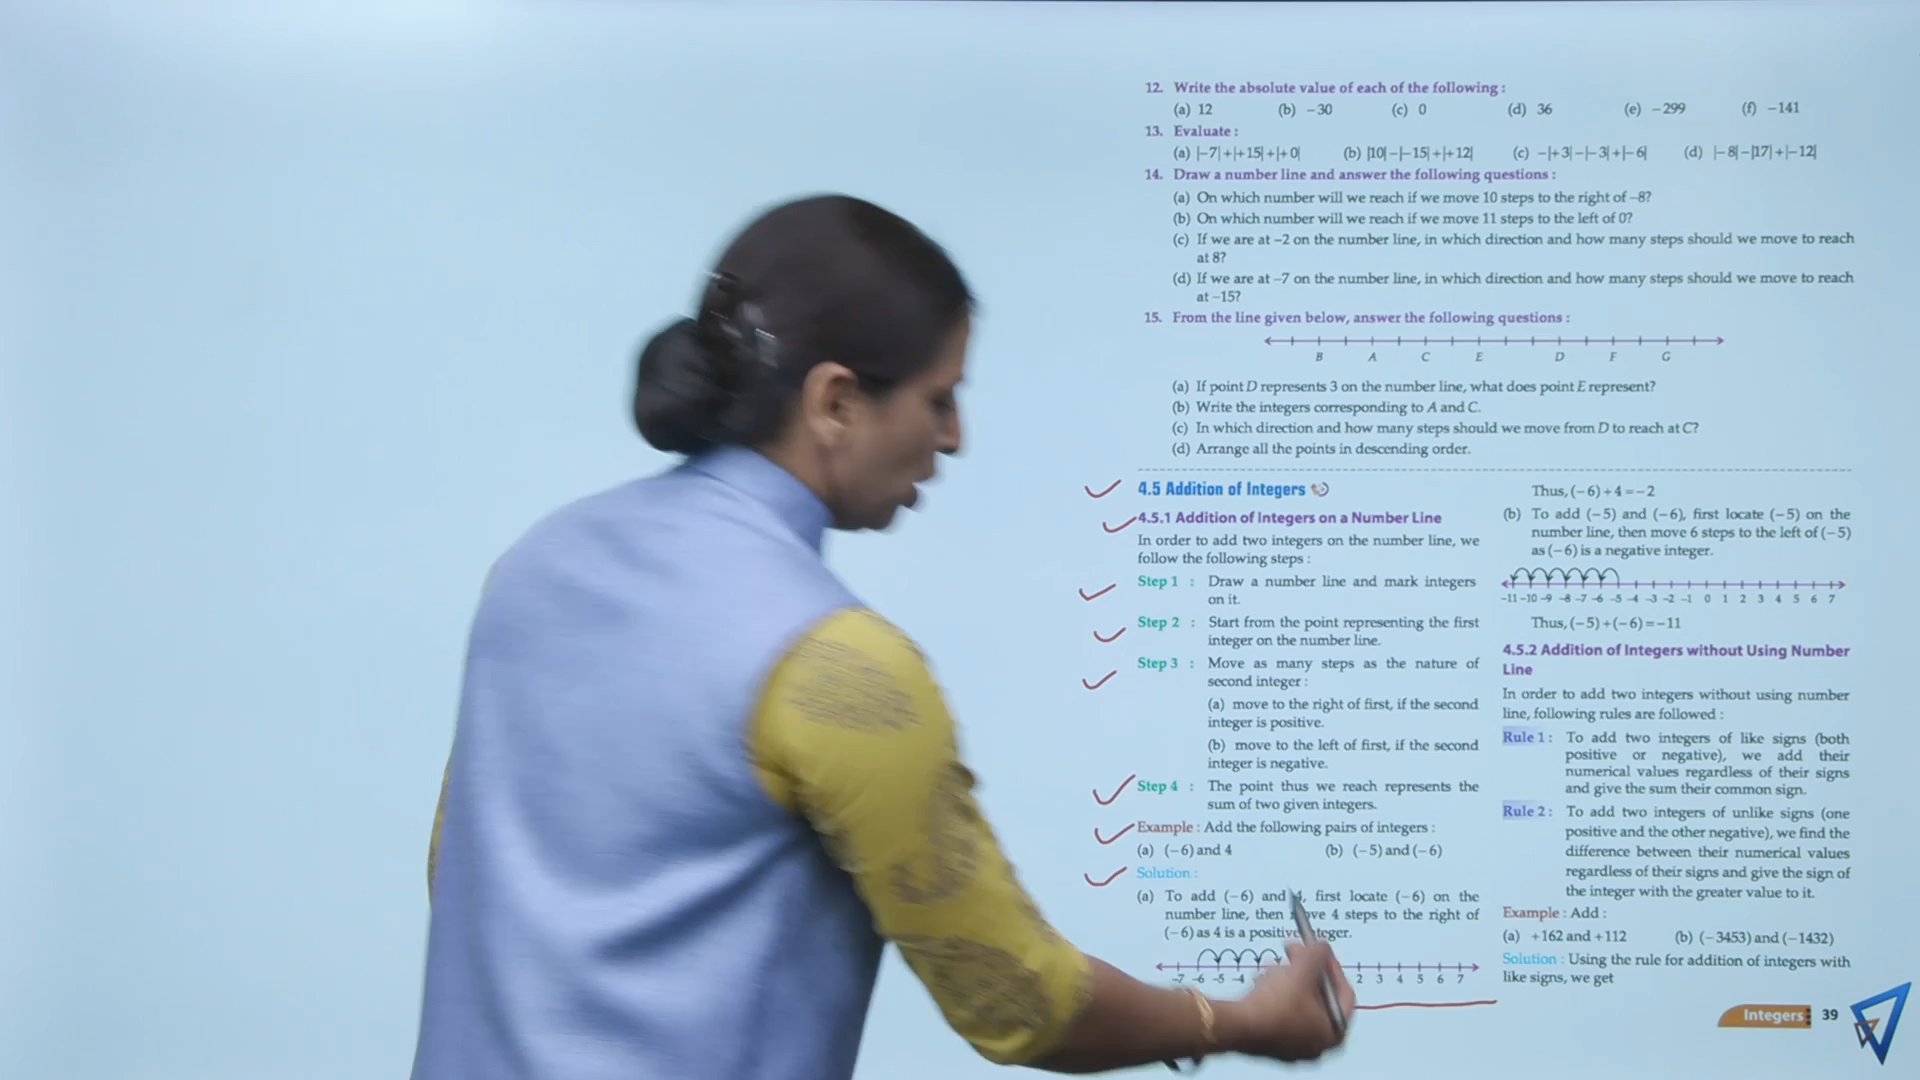 12. Write the absolute value of each of the following :
(a) 12 (b) −30 (c) 0 (d) 36 (e) −299 (f) −141
13. Evaluate :
(a) |−7|+|+15|+|+0| (b) |10|−|−15|+|+12| (c) −|+3|−|−3|+|−6| (d) |−8|−|17|+|−12|
14. Draw a number line and answer the following questions :
(a) On which number will we reach if we move 10 steps to the right of −8?
(b) On which number will we reach if we move 11 steps to the left of 0?
(c) If we are at −2 on the number line, in which direction and how many steps should we move to reach
at 8?
(d) If we are at −7 on the number line, in which direction and how many steps should we move to reach
at −15?
15. From the line given below, answer the following questions :
B A C E D F G
(a) If point D represents 3 on the number line, what does point E represent?
(b) Write the integers corresponding to A and C.
(c) In which direction and how many steps should we move from D to reach at C?
(d) Arrange all the points in descending order.
4.5 Addition of Integers
4.5.1 Addition of Integers on a Number Line
In order to add two integers on the number line, we
follow the following steps :
Step 1 : Draw a number line and mark integers
on it.
Step 2 : Start from the point representing the first
integer on the number line.
Step 3 : Move as many steps as the nature of
second integer :
(a) move to the right of first, if the second
integer is positive.
(b) move to the left of first, if the second
integer is negative.
Step 4 : The point thus we reach represents the
sum of two given integers.
Example : Add the following pairs of integers :
(a) (−6) and 4 (b) (−5) and (−6)
Solution :
(a) To add (−6) and 4, first locate (−6) on the
number line, then 4 steps to the right of
(−6) as 4 is a positive
−7 −6 −5 −4 2 3 4 5 6 7
Thus, (−6) + 4 = −2
(b) To add (−5) and (−6), first locate (−5) on the
number line, then move 6 steps to the left of (−5)
as (−6) is a negative integer.
−11 −10 −9 −8 −7 −6 −5 −4 −3 −2 −1 0 1 2 3 4 5 6 7
Thus, (−5) + (−6) = −11
4.5.2 Addition of Integers without Using Number
Line
In order to add two integers without using number
line, following rules are followed :
Rule 1 : To add two integers of like signs (both
positive or negative), we add their
numerical values regardless of their signs
and give the sum their common sign.
Rule 2 : To add two integers of unlike signs (one
positive and the other negative), we find the
difference between their numerical values
regardless of their signs and give the sign of
the integer with the greater value to it.
Example : Add :
(a) +162 and +112 (b) (−3453) and (−1432)
Solution : Using the rule for addition of integers with
like signs, we get
Integers 39